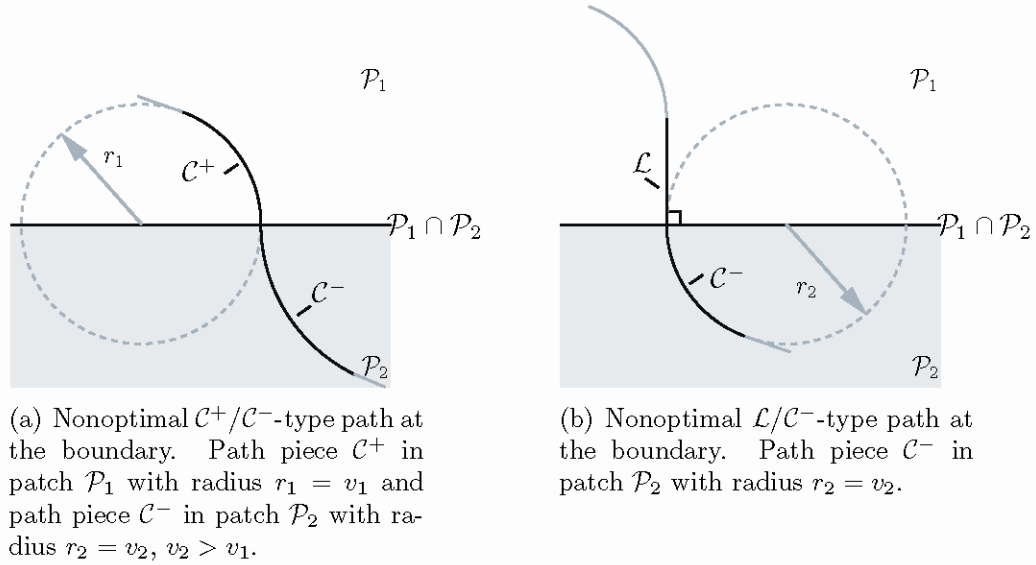 𝒫₁
r₁
𝒞⁺
𝒫₁ ∩ 𝒫₂
𝒞⁻
𝒫₂
(a) Nonoptimal 𝒞⁺/𝒞⁻-type path at
the boundary. Path piece 𝒞⁺ in
patch 𝒫₁ with radius r₁ = v₁ and
path piece 𝒞⁻ in patch 𝒫₂ with ra-
dius r₂ = v₂, v₂ > v₁.
𝒫₁
ℒ
𝒫₁ ∩ 𝒫₂
𝒞⁻
r₂
𝒫₂
(b) Nonoptimal ℒ/𝒞⁻-type path at
the boundary. Path piece 𝒞⁻ in
patch 𝒫₂ with radius r₂ = v₂.